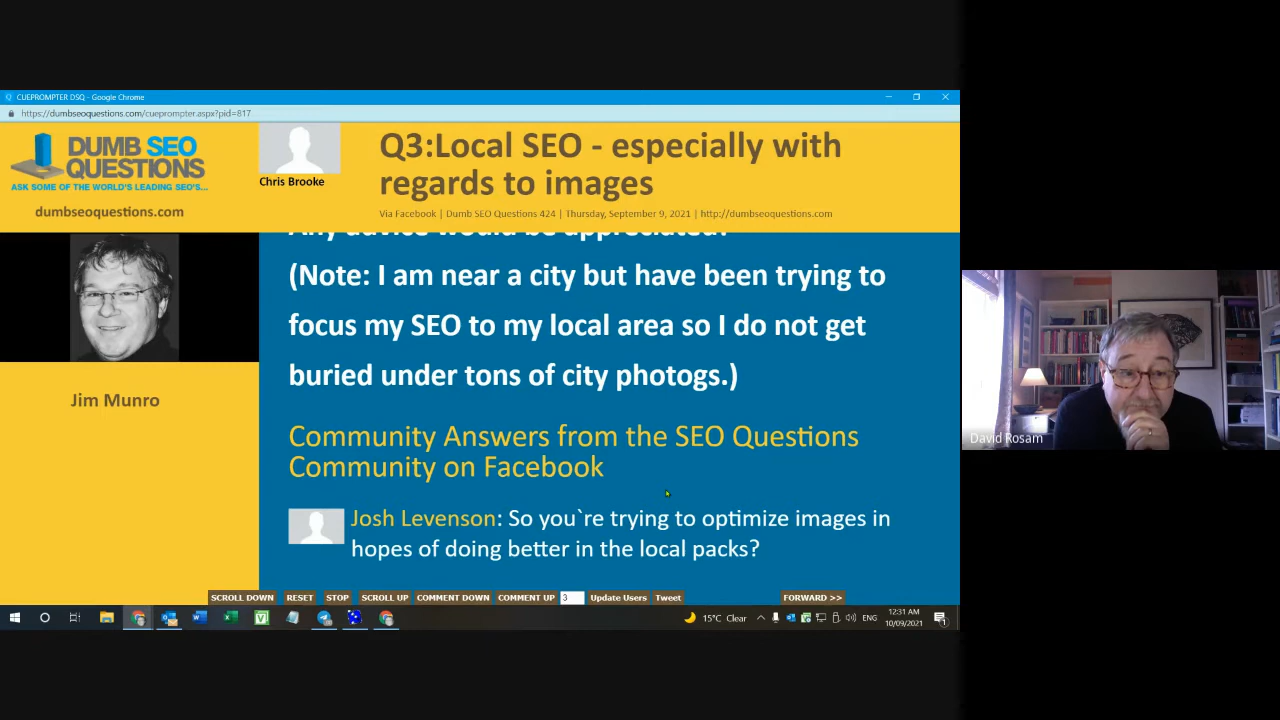 CUEPROMPTER DSQ - Google Chrome
https://dumbseoquestions.com/cueprompter.aspx?pid=817
DUMB SEO
QUESTIONS
ASK SOME OF THE WORLD'S LEADING SEO'S...
dumbseoquestions.com
Chris Brooke
Q3:Local SEO - especially with
regards to images
Via Facebook | Dumb SEO Questions 424 | Thursday, September 9, 2021 | http://dumbseoquestions.com
Jim Munro
Any advice would be appreciated.
(Note: I am near a city but have been trying to
focus my SEO to my local area so I do not get
buried under tons of city photogs.)
Community Answers from the SEO Questions
Community on Facebook
Josh Levenson: So you`re trying to optimize images in
hopes of doing better in the local packs?
SCROLL DOWN RESET STOP SCROLL UP COMMENT DOWN COMMENT UP 3 Update Users Tweet FORWARD >>
15°C Clear ENG
12:31 AM
10/09/2021
1
David Rosam